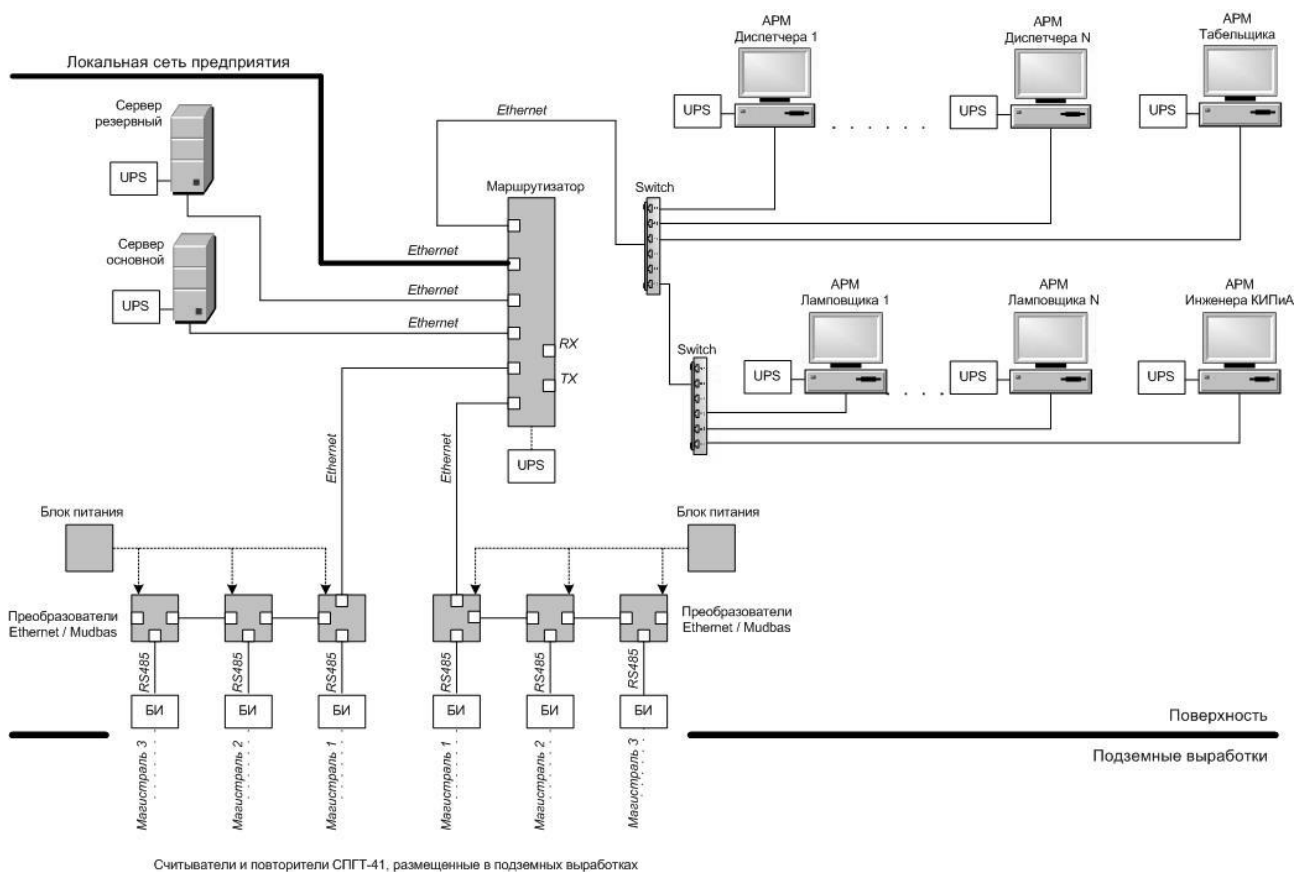 АРМ
Диспетчера 1
АРМ
Диспетчера N
АРМ
Табельщика
Локальная сеть предприятия
Сервер
резервный
Ethernet
UPS
UPS
UPS
UPS
Маршрутизатор
Switch
Сервер
основной
Ethernet
UPS
Ethernet
Ethernet
АРМ
Ламповщика 1
АРМ
Ламповщика N
АРМ
Инженера КИПиА
RX
TX
Switch
UPS
UPS
UPS
Ethernet
Ethernet
UPS
Блок питания
Блок питания
Преобразователи
Ethernet / Mudbas
Преобразователи
Ethernet / Mudbas
RS485
RS485
RS485
RS485
RS485
RS485
БИ
БИ
БИ
БИ
БИ
БИ
Поверхность
Подземные выработки
Магистраль 3
Магистраль 2
Магистраль 1
Магистраль 1
Магистраль 2
Магистраль 3
Считыватели и повторители СПГТ-41, размещенные в подземных выработках